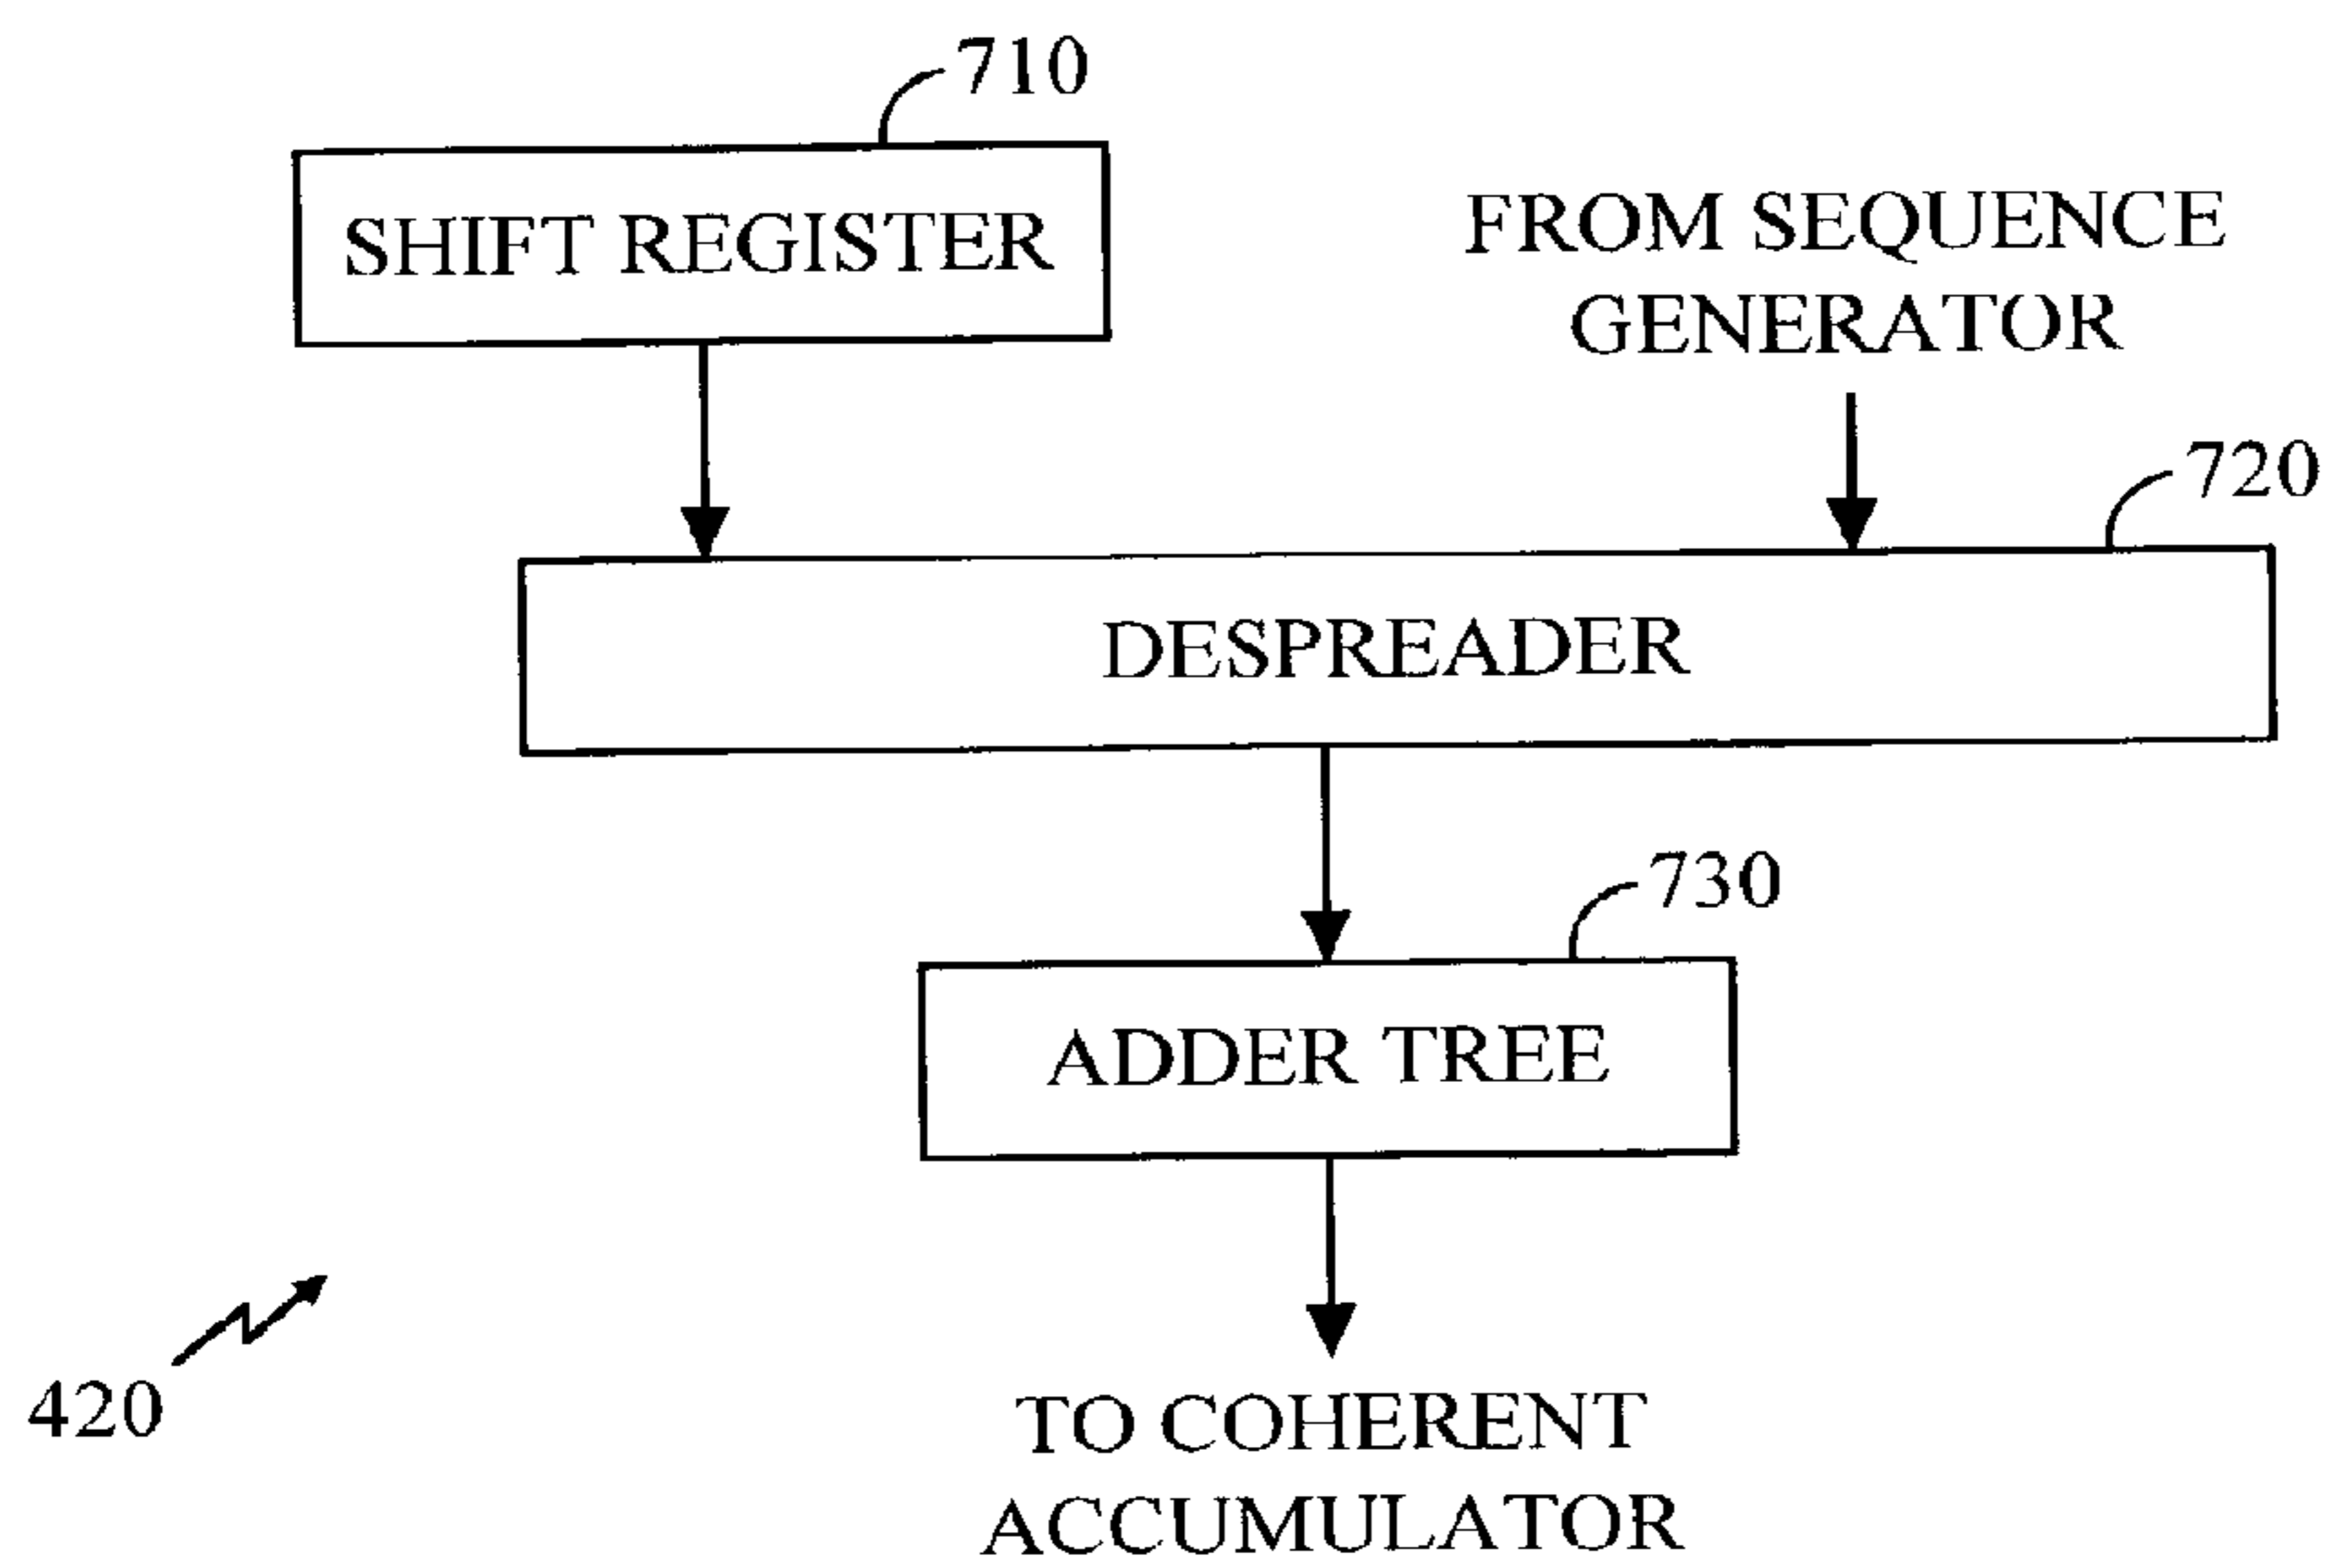 710
SHIFT REGISTER
FROM SEQUENCE
GENERATOR
720
DESPREADER
730
ADDER TREE
420
TO COHERENT
ACCUMULATOR